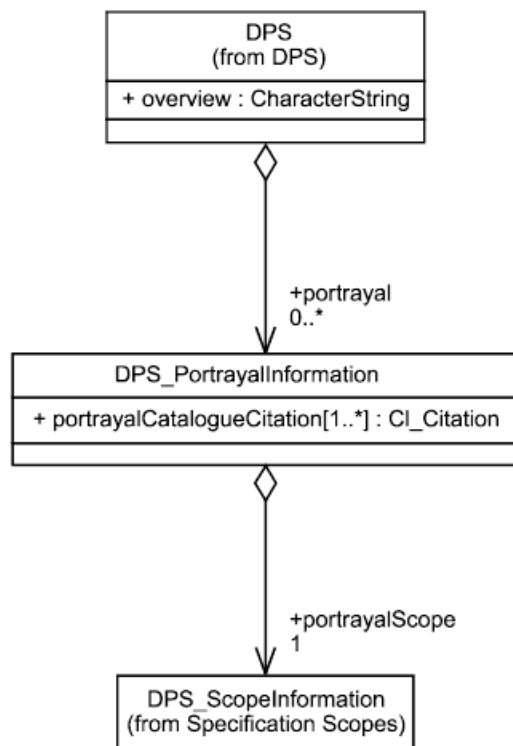 DPS
(from DPS)
+ overview : CharacterString
+portrayal
0..*
DPS_PortrayalInformation
+ portrayalCatalogueCitation[1..*] : CI_Citation
+portrayalScope
1
DPS_ScopeInformation
(from Specification Scopes)